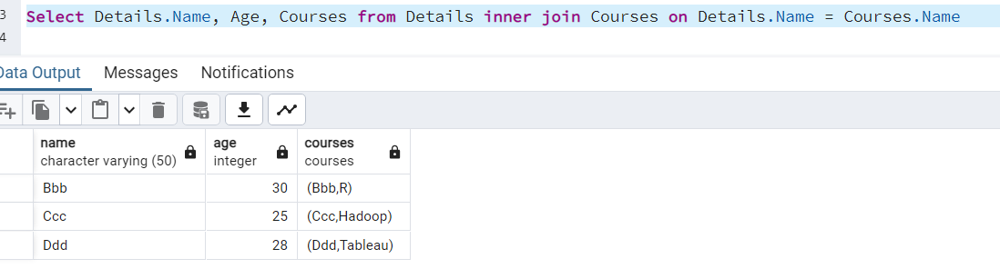 3 Select Details.Name, Age, Courses from Details inner join Courses on Details.Name = Courses.Name
4
Data Output Messages Notifications
name age courses
character varying (50) integer courses
Bbb 30 (Bbb,R)
Ccc 25 (Ccc,Hadoop)
Ddd 28 (Ddd,Tableau)